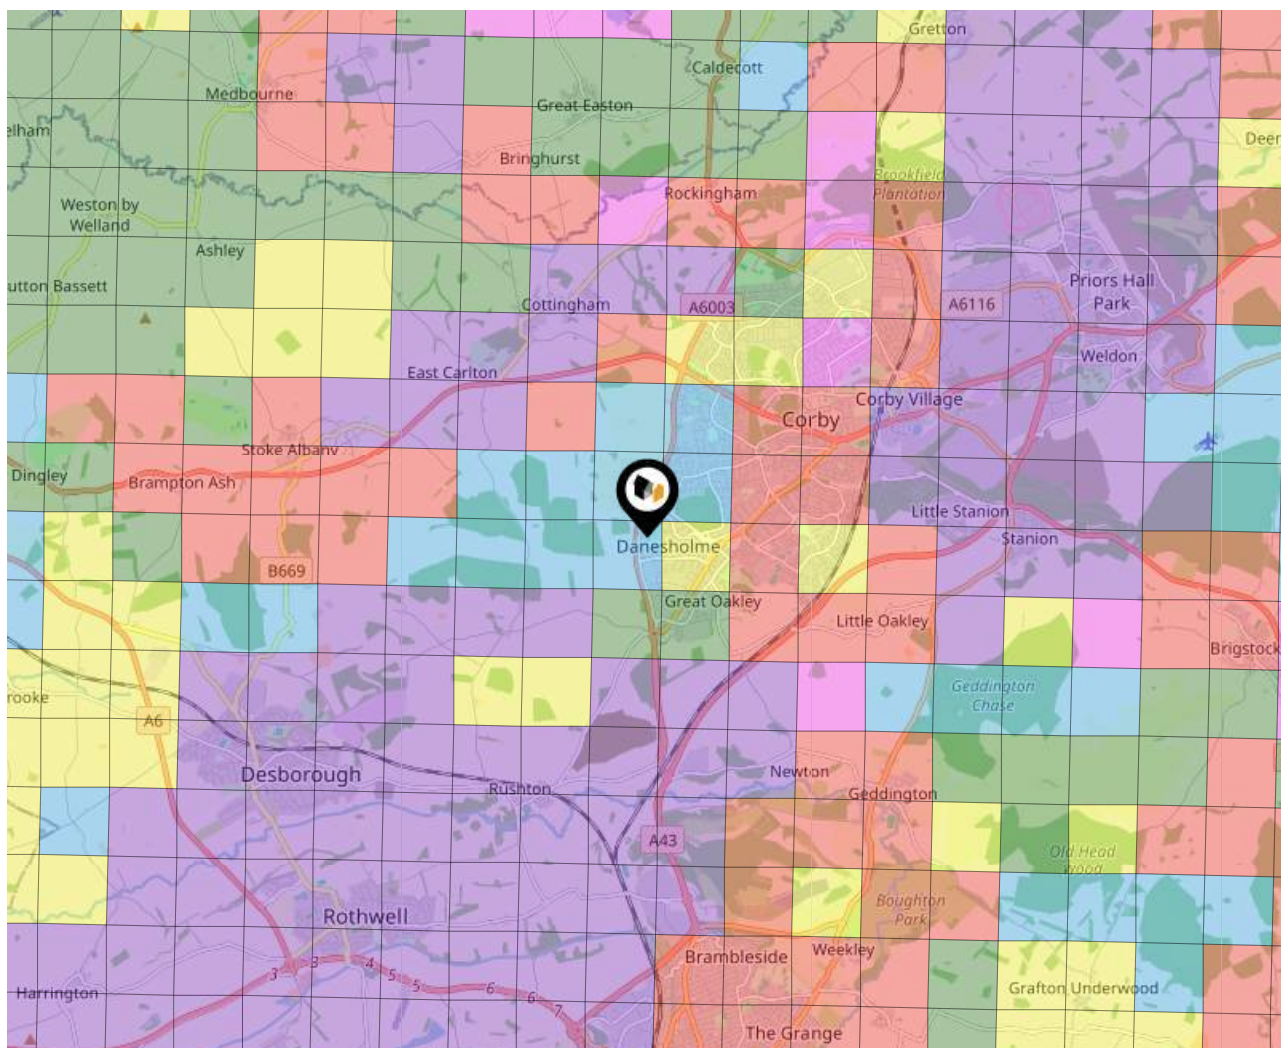 Gretton
Caldecott
Medbourne
Great Easton
elham
Deer
Bringhurst
Brookfield
Plantation
Rockingham
Weston by
Welland
Ashley
utton Bassett
Priors Hall
Park
Cottingham
A6003
A6116
Weldon
East Carlton
Corby Village
Corby
Stoke Albany
Dingley
Brampton Ash
Little Stanion
Stanion
Danesholme
B669
Great Oakley
Little Oakley
Brigstock
Geddington
Chase
rooke
A6
Desborough
Newton
Rushton
Geddington
A43
Old Head
Wood
Boughton
Park
Rothwell
Weekley
Brambleside
3 3 4 5 5 6 6 7
Harrington
Grafton Underwood
The Grange